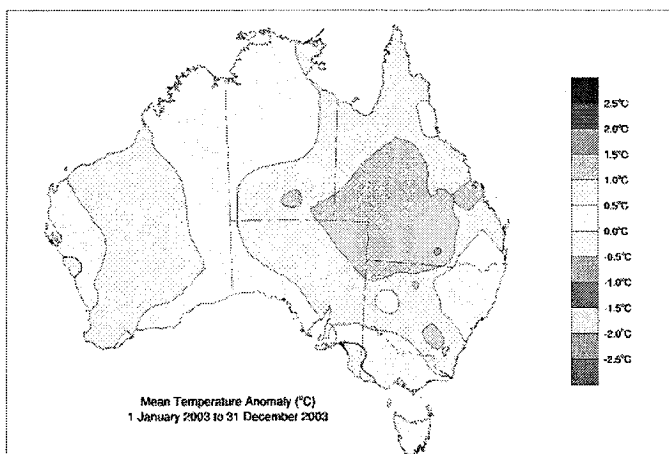 2.5°C
2.0°C
1.5°C
1.0°C
0.5°C
0.0°C
-0.5°C
-1.0°C
-1.5°C
-2.0°C
-2.5°C
Mean Temperature Anomaly (°C)
1 January 2003 to 31 December 2003